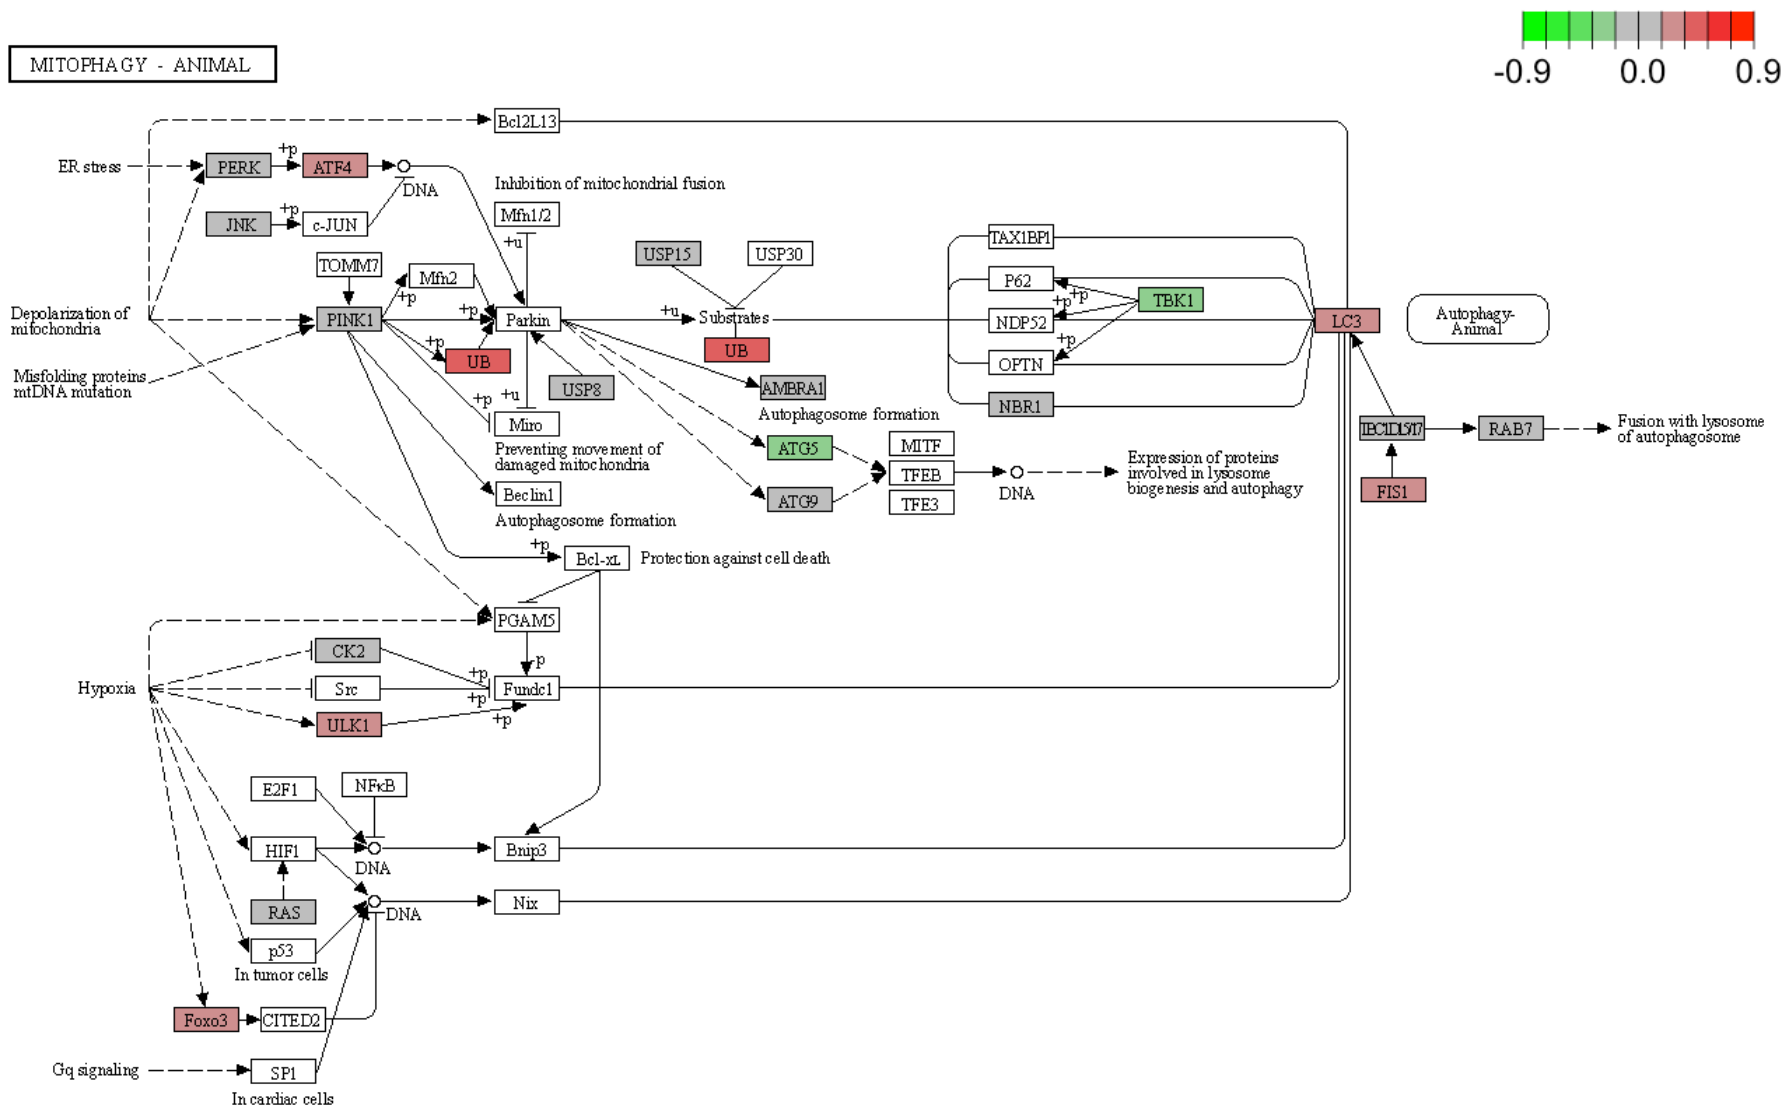 -0.9 0.0 0.9
MITOPHAGY - ANIMAL
Bcl2L13
ER stress
PERK
+p
ATF4
DNA
Inhibition of mitochondrial fusion
JNK
+p
c-JUN
Mfn1/2
+u
USP15
USP30
TAX1BP1
TOMM7
Mfn2
+p
P62
+p
+p
TBK1
Depolarization of
mitochondria
PINK1
+p
Parkin
+u
Substrates
NDP52
LC3
Autophagy-
Animal
+p
UB
UB
+p
OPTN
Misfolding proteins
mtDNA mutation
USP8
AMBRA1
+p
+u
NBR1
Autophagosome formation
Miro
Preventing movement of
damaged mitochondria
ATG5
MITF
TBC1D15/17
RAB7
Fusion with lysosome
of autophagosome
TFEB
DNA
Expression of proteins
involved in lysosome
biogenesis and autophagy
Beclin1
ATG9
TFE3
FIS1
Autophagosome formation
+p
Bcl-xL
Protection against cell death
PGAM5
-p
CK2
+p
Hypoxia
Src
+p
Fundc1
ULK1
+p
E2F1
NFκB
HIF1
DNA
Bnip3
RAS
DNA
Nix
p53
In tumor cells
Foxo3
CITED2
Gq signaling
SP1
In cardiac cells